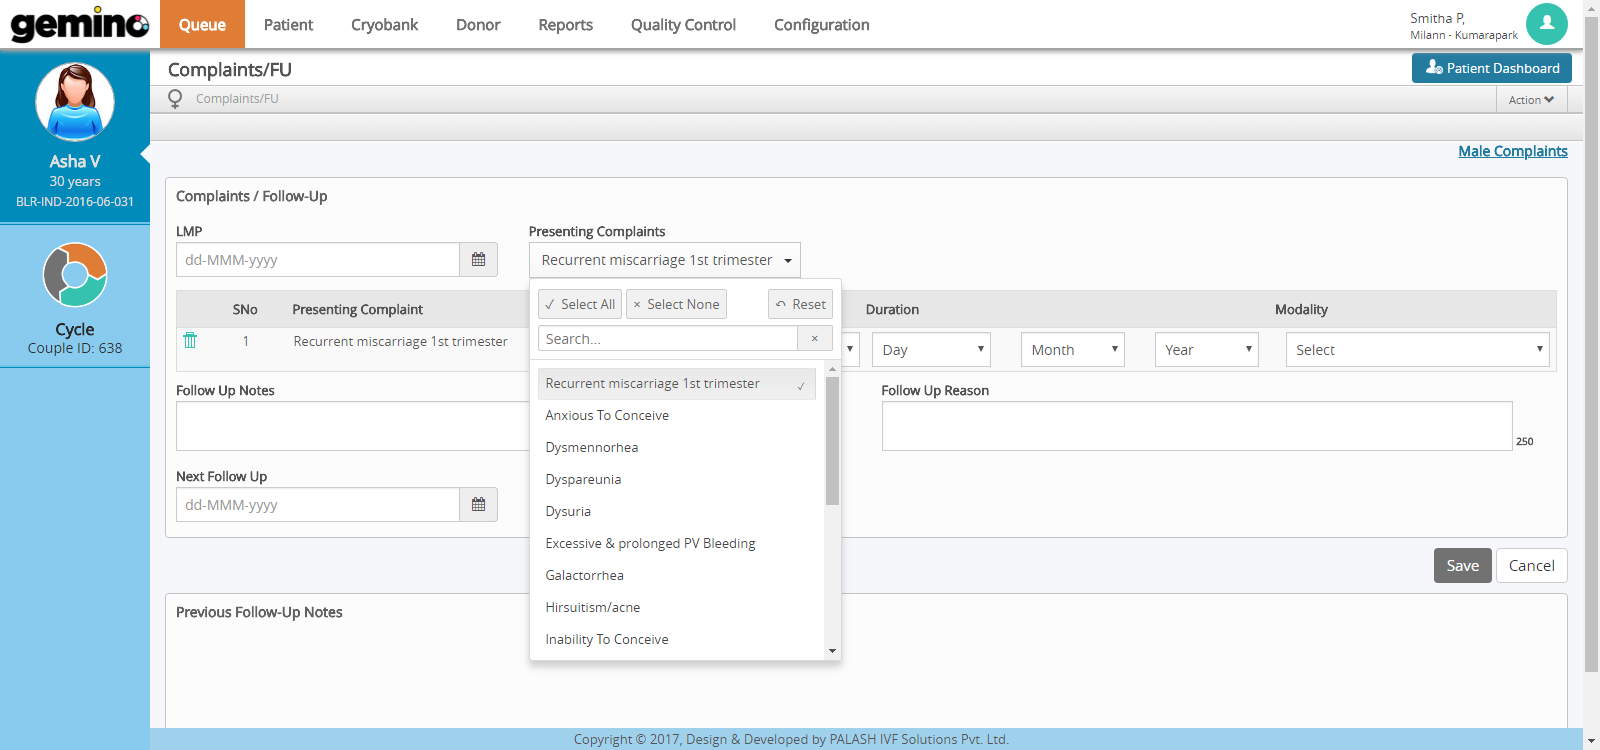 gemino
Queue Patient Cryobank Donor Reports Quality Control Configuration
Smitha P,
Milann - Kumarapark
Complaints/FU
Patient Dashboard
Complaints/FU
Action
Asha V
30 years
BLR-IND-2016-06-031
Male Complaints
Cycle
Couple ID: 638
Complaints / Follow-Up
LMP
Presenting Complaints
dd-MMM-yyyy
Recurrent miscarriage 1st trimester
✓ Select All × Select None Reset
Search... ×
SNo Presenting Complaint Duration Modality
1 Recurrent miscarriage 1st trimester Day Month Year Select
Recurrent miscarriage 1st trimester ✓
Anxious To Conceive
Dysmennorhea
Dyspareunia
Dysuria
Excessive & prolonged PV Bleeding
Galactorrhea
Hirsuitism/acne
Inability To Conceive
Follow Up Notes
Follow Up Reason
250
Next Follow Up
dd-MMM-yyyy
Save Cancel
Previous Follow-Up Notes
Copyright © 2017, Design & Developed by PALASH IVF Solutions Pvt. Ltd.